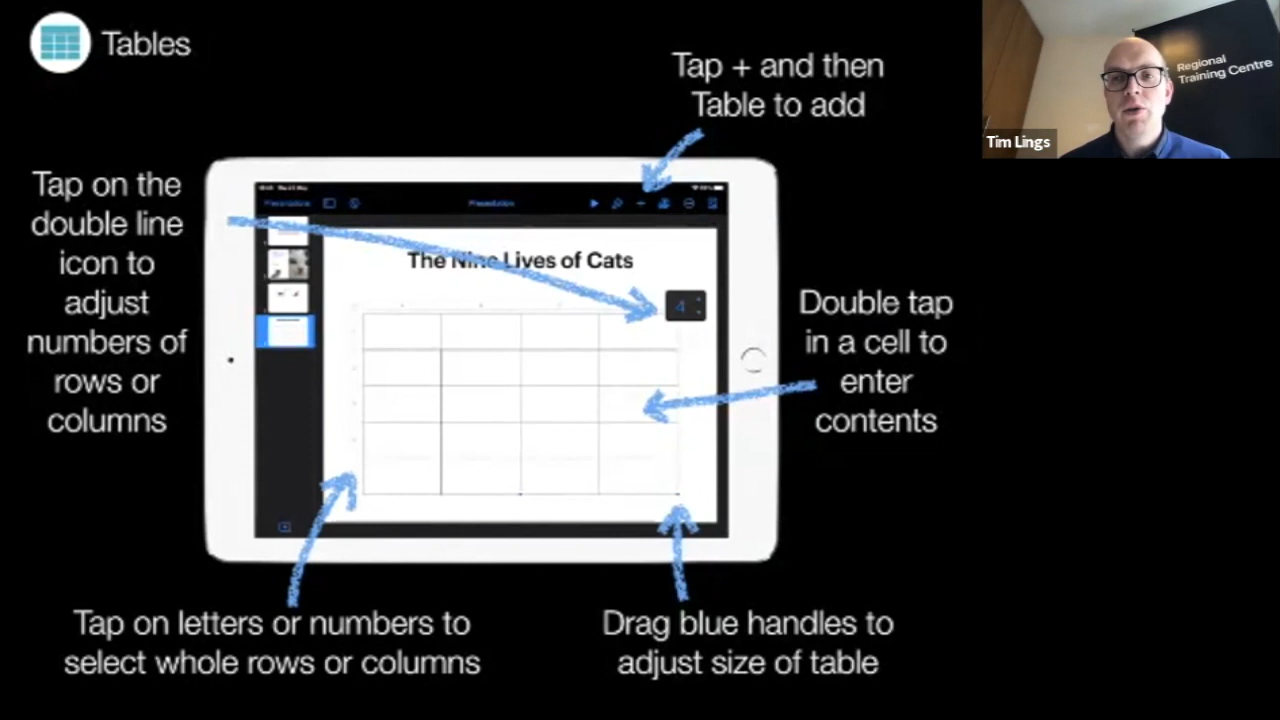 Tables
Tap + and then
Table to add
Regional
Training Centre
Tim Lings
Tap on the
double line
icon to
adjust
numbers of
rows or
columns
Presentation
The Nine Lives of Cats
4
Double tap
in a cell to
enter
contents
Tap on letters or numbers to
select whole rows or columns
Drag blue handles to
adjust size of table